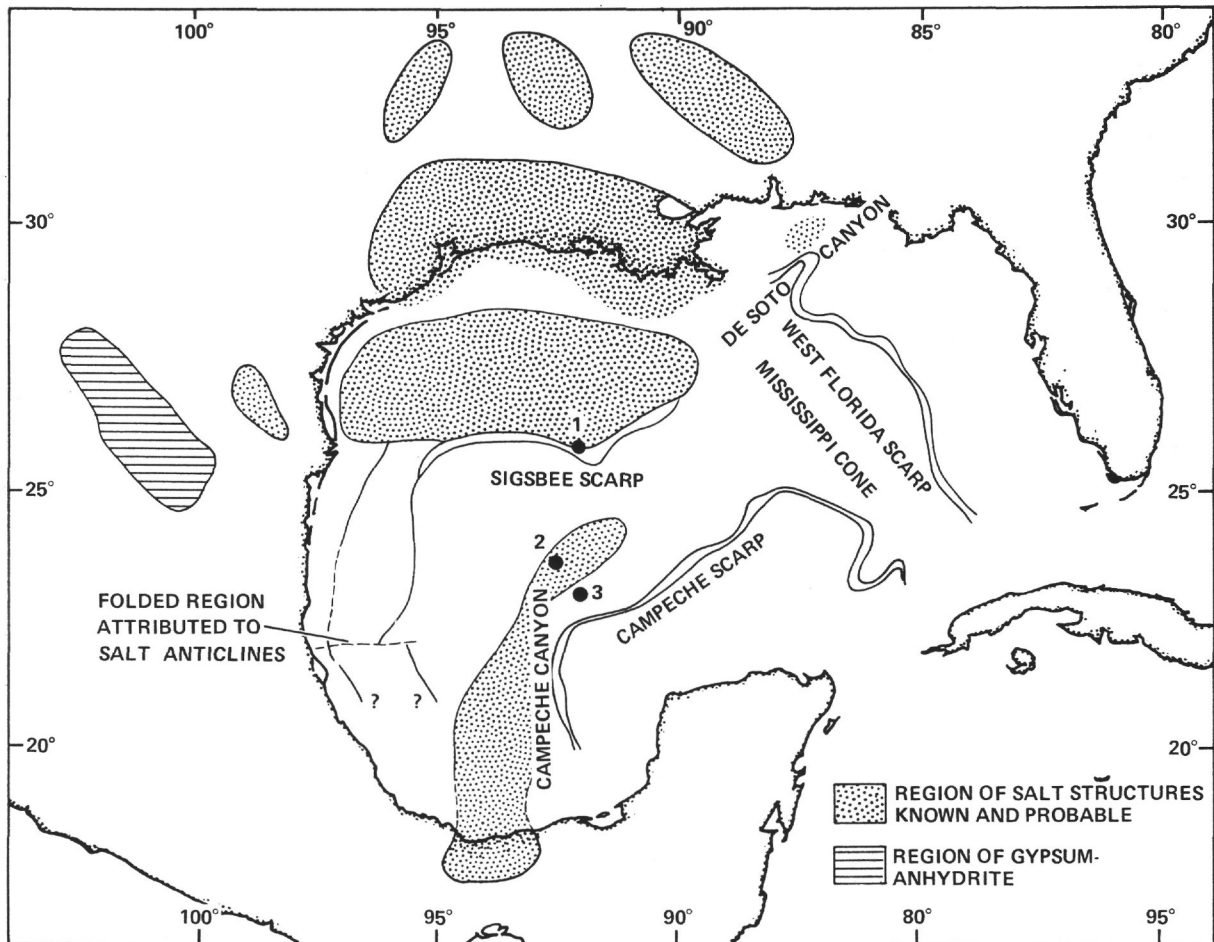 100° 95° 90° 85° 80°
30° 30°
DE SOTO CANYON
WEST FLORIDA SCARP
MISSISSIPPI CONE
1
SIGSBEE SCARP
25° 25°
2
3
CAMPECHE SCARP
CAMPECHE CANYON
FOLDED REGION
ATTRIBUTED TO
SALT ANTICLINES
? ?
20° 20°
REGION OF SALT STRUCTURES
KNOWN AND PROBABLE
REGION OF GYPSUM-
ANHYDRITE
100° 95° 90° 80° 95°